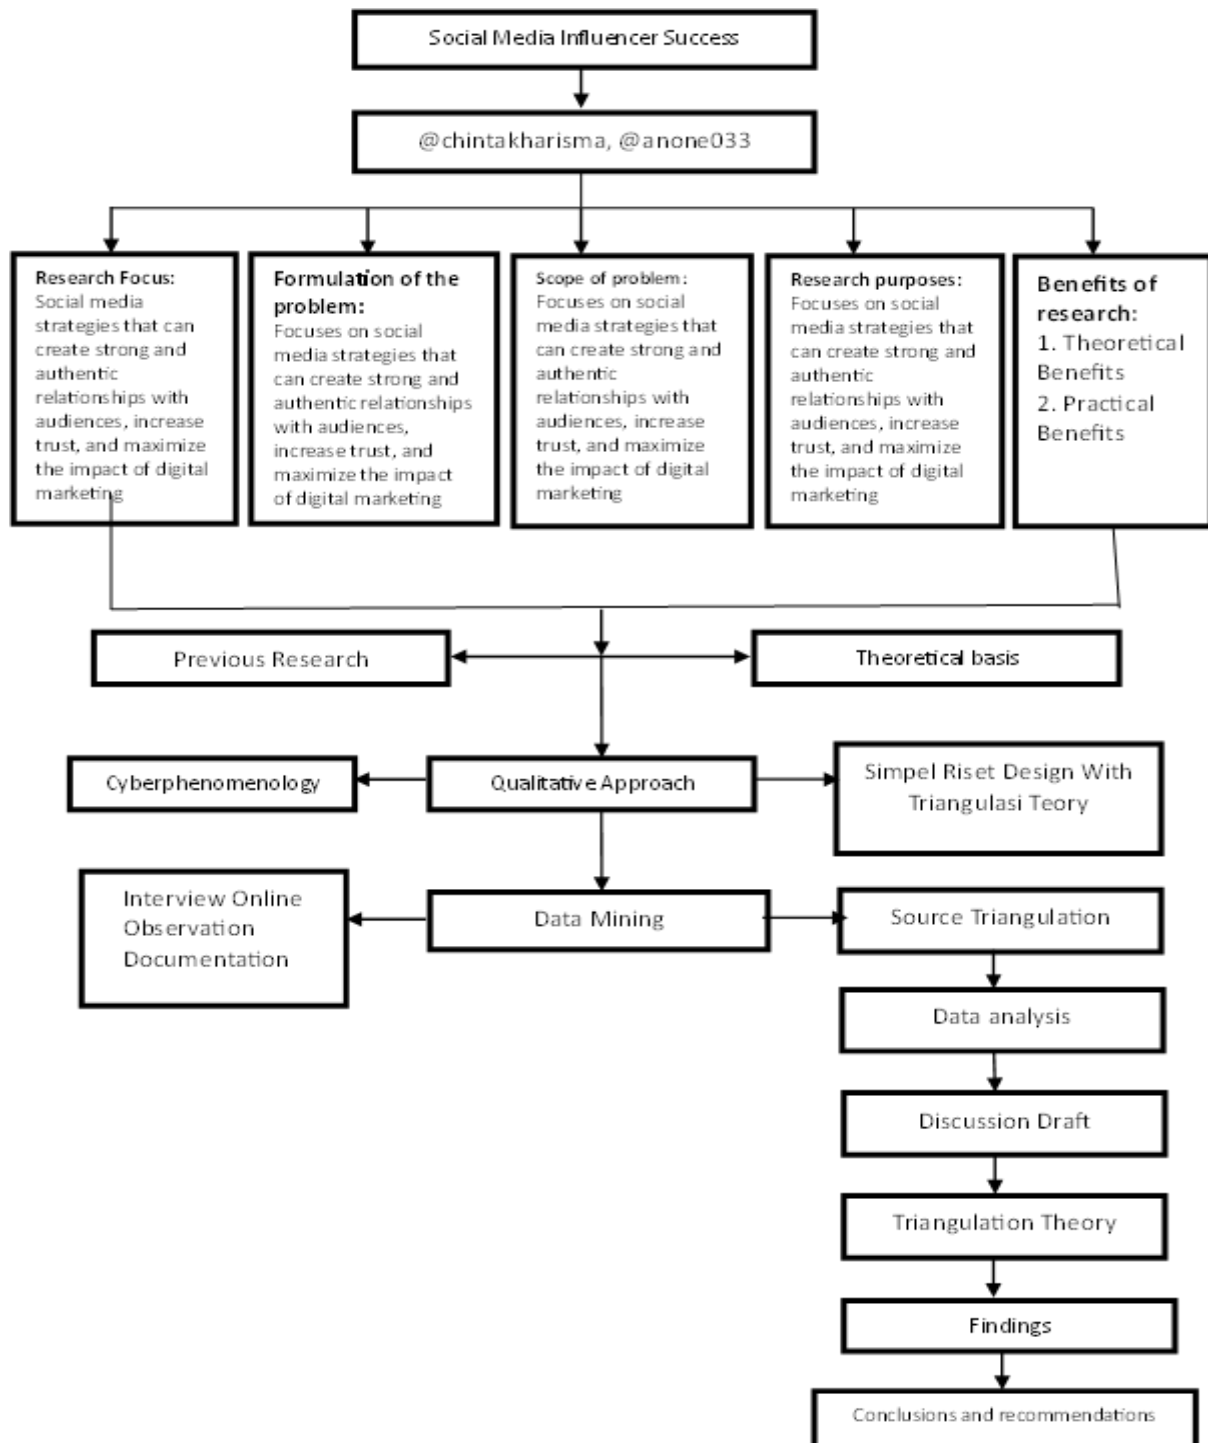 Social Media Influencer Success
@chintakharisma, @anone033
Research Focus:
Social media
strategies that can
create strong and
authentic
relationships with
audiences, increase
trust, and maximize
the impact of digital
marketing
Formulation of the
problem:
Focuses on social
media strategies that
can create strong and
authentic relationships
with audiences,
increase trust, and
maximize the impact
of digital marketing
Scope of problem:
Focuses on social
media strategies that
can create strong and
authentic
relationships with
audiences, increase
trust, and maximize
the impact of digital
marketing
Research purposes:
Focuses on social
media strategies that
can create strong and
authentic
relationships with
audiences, increase
trust, and maximize
the impact of digital
marketing
Benefits of
research:
1. Theoretical
Benefits
2. Practical
Benefits
Previous Research
Theoretical basis
Cyberphenomenology
Qualitative Approach
Simpel Riset Design With
Triangulasi Teory
Interview Online
Observation
Documentation
Data Mining
Source Triangulation
Data analysis
Discussion Draft
Triangulation Theory
Findings
Conclusions and recommendations